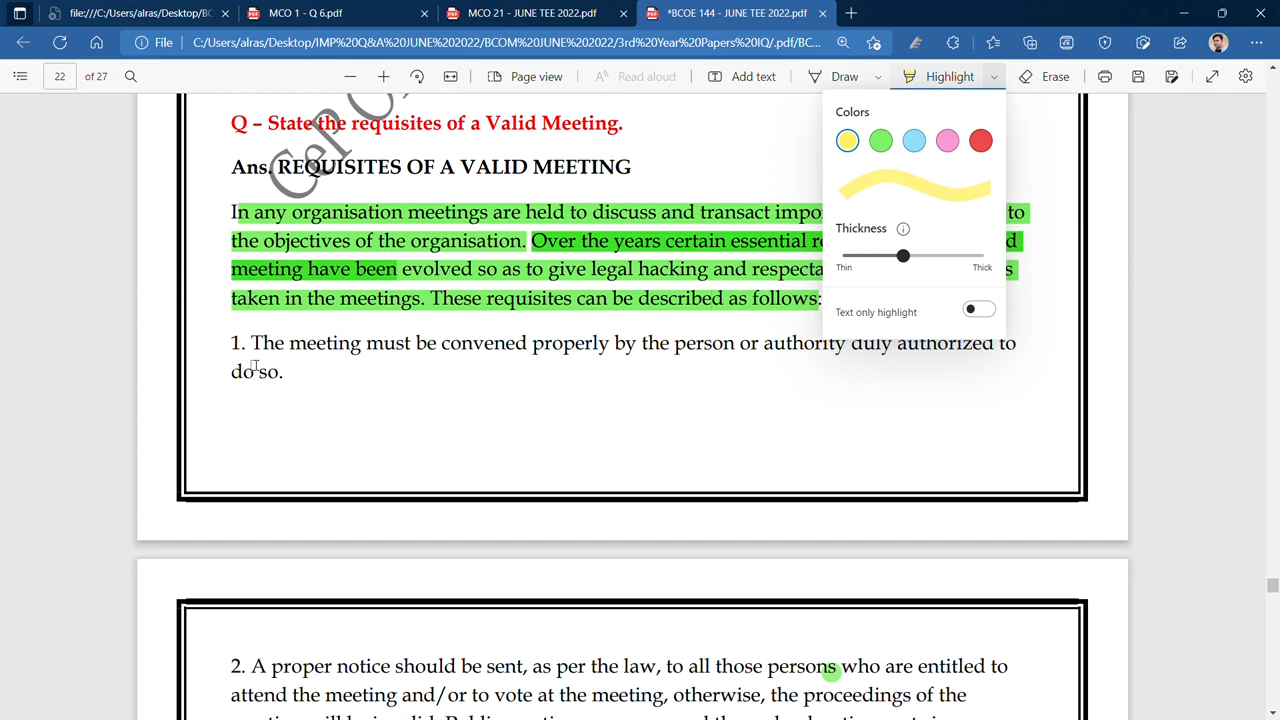 file:///C:/Users/alras/Desktop/BC
MCO 1 - Q 6.pdf
MCO 21 - JUNE TEE 2022.pdf
*BCOE 144 - JUNE TEE 2022.pdf
File
C:/Users/alras/Desktop/IMP%20Q&A%20JUNE%202022/BCOM%20JUNE%202022/3rd%20Year%20Papers%20IQ/.pdf/BC...
22 of 27
Page view
Read aloud
Add text
Draw
Highlight
Erase
Colors
Thickness
Thin
Thick
Text only highlight
Q – State the requisites of a Valid Meeting.
Ans. REQUISITES OF A VALID MEETING
In any organisation meetings are held to discuss and transact impo to
the objectives of the organisation. Over the years certain essential re d
meeting have been evolved so as to give legal hacking and respecta s
taken in the meetings. These requisites can be described as follows:
1. The meeting must be convened properly by the person or authority duly authorized to
do so.
2. A proper notice should be sent, as per the law, to all those persons who are entitled to
attend the meeting and/or to vote at the meeting, otherwise, the proceedings of the